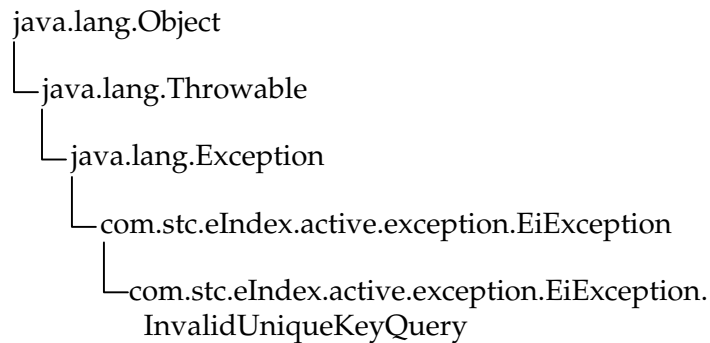 java.lang.Object
java.lang.Throwable
java.lang.Exception
com.stc.eIndex.active.exception.EiException
com.stc.eIndex.active.exception.EiException.
InvalidUniqueKeyQuery